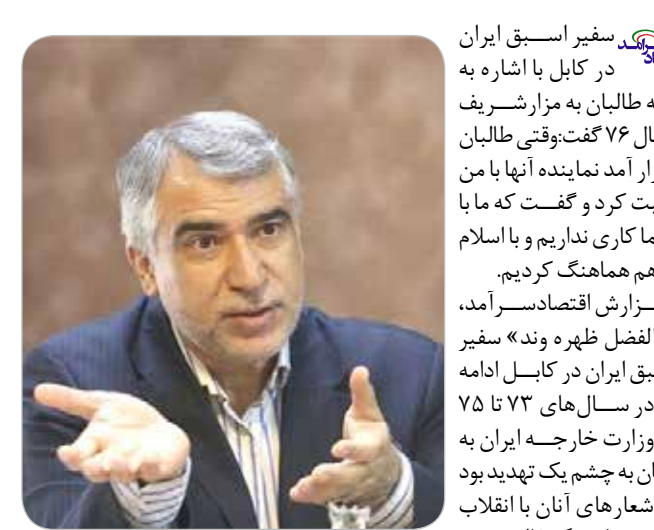 سفیر اسبق ایران
در کابل با اشاره به
طالبان به مزارشریف
۷۶ گفت:وقتی طالبان
آمد نماینده آنها با من
کرد و گفت که ما با
کاری نداریم و با اسلام
هم هماهنگ کردیم.
اقتصادسرآمد،
ظهره وند» سفیر
ایران در کابل ادامه
در سال‌های ۷۳ تا ۷۵
وزارت خارجه ایران به
به چشم یک تهدید بود
شعارهای آنان با انقلاب